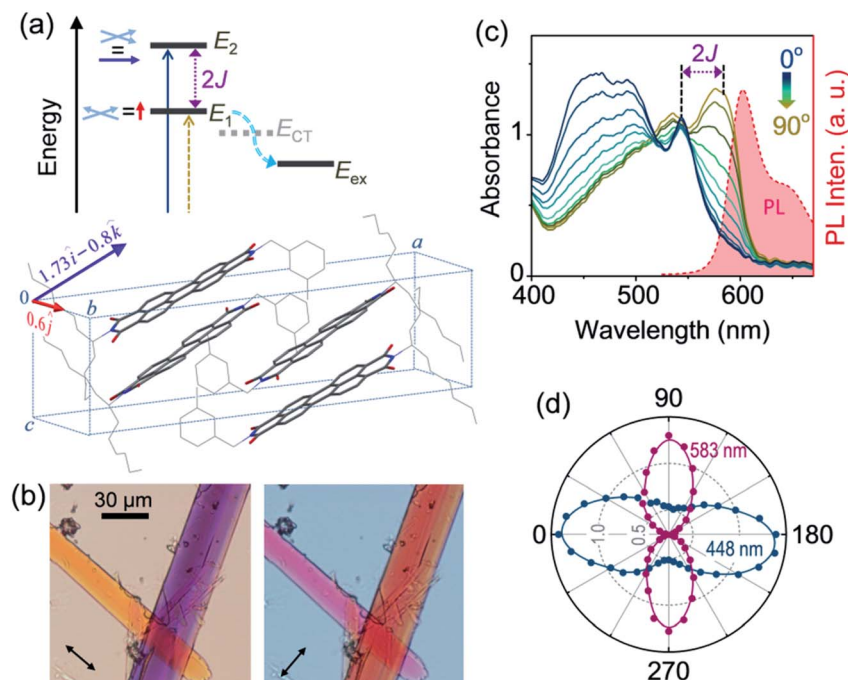 (a)
Energy
E₂
2J
E₁
E_CT
E_ex
=
=
1.73î−0.8k̂
0
0.6ĵ
a
b
c
(b)
30 µm
(c)
Absorbance
1
0
2J
0°
90°
PL
PL Inten. (a. u.)
400 500 600
Wavelength (nm)
(d)
90
583 nm
0
1.0
0.5
448 nm
180
270